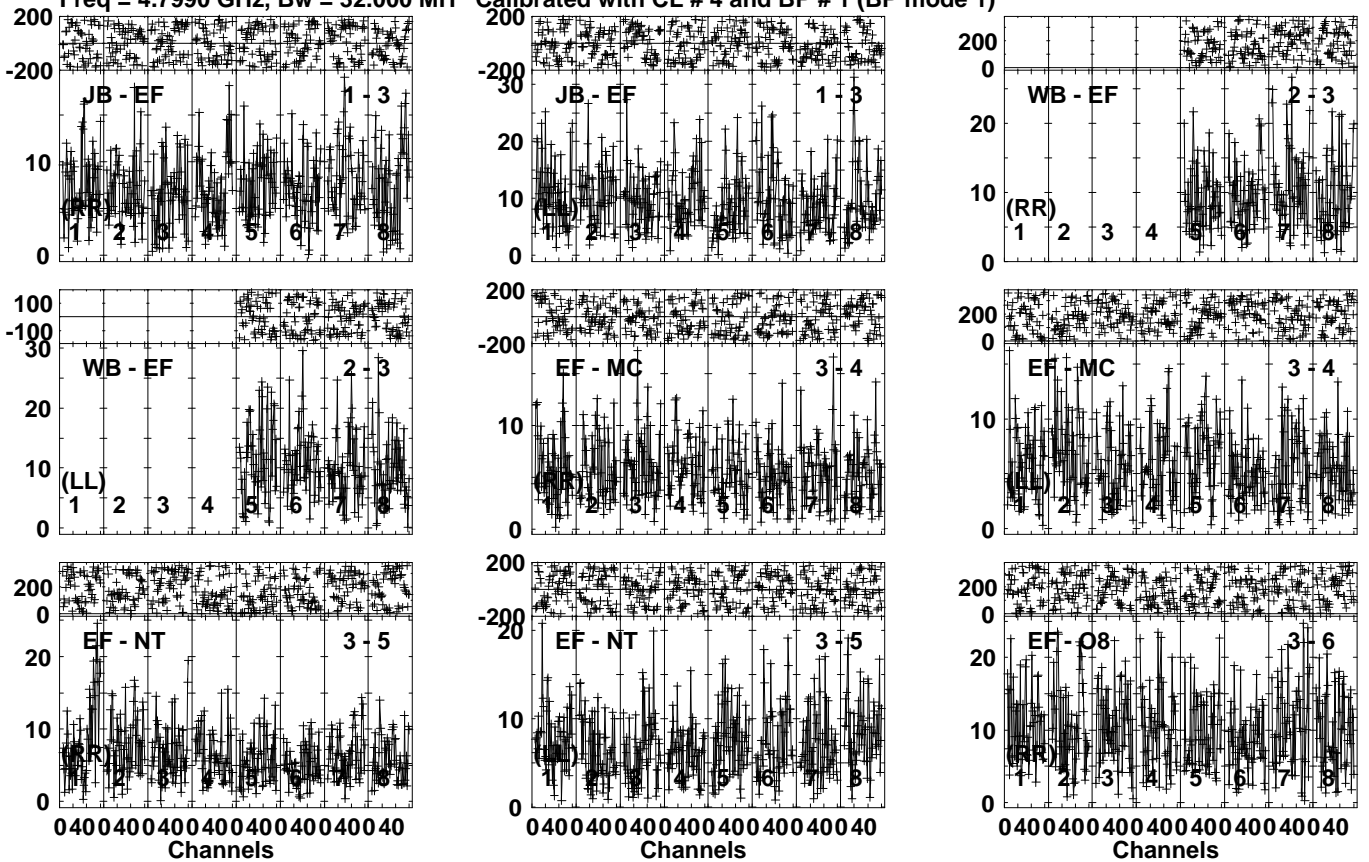 Freq = 4.7990 GHz, Bw = 32.000 MH Calibrated with CL # 4 and BP # 1 (BP mode 1)
200
-200
JB - EF 1 - 3
10
0
(RR)
1 2 3 4 5 6 7 8
200
-200
JB - EF 1 - 3
30
20
10
0
(LL)
1 2 3 4 5 6 7 8
200
0
WB - EF 2 - 3
20
10
0
(RR)
1 2 3 4 5 6 7 8
100
-100
WB - EF 2 - 3
30
20
10
0
(LL)
1 2 3 4 5 6 7 8
200
-200
EF - MC 3 - 4
10
0
(RR)
1 2 3 4 5 6 7 8
200
0
EF - MC 3 - 4
10
0
(LL)
1 2 3 4 5 6 7 8
200
0
EF - NT 3 - 5
20
10
0
(RR)
1 2 3 4 5 6 7 8
0 40 0 40 0 40 0 40 0 40 0 40 0 40 0 40
Channels
200
-200
EF - NT 3 - 5
20
10
0
(LL)
1 2 3 4 5 6 7 8
0 40 0 40 0 40 0 40 0 40 0 40 0 40 0 40
Channels
200
0
EF - O8 3 - 6
20
10
0
(RR)
1 2 3 4 5 6 7 8
0 40 0 40 0 40 0 40 0 40 0 40 0 40 0 40
Channels